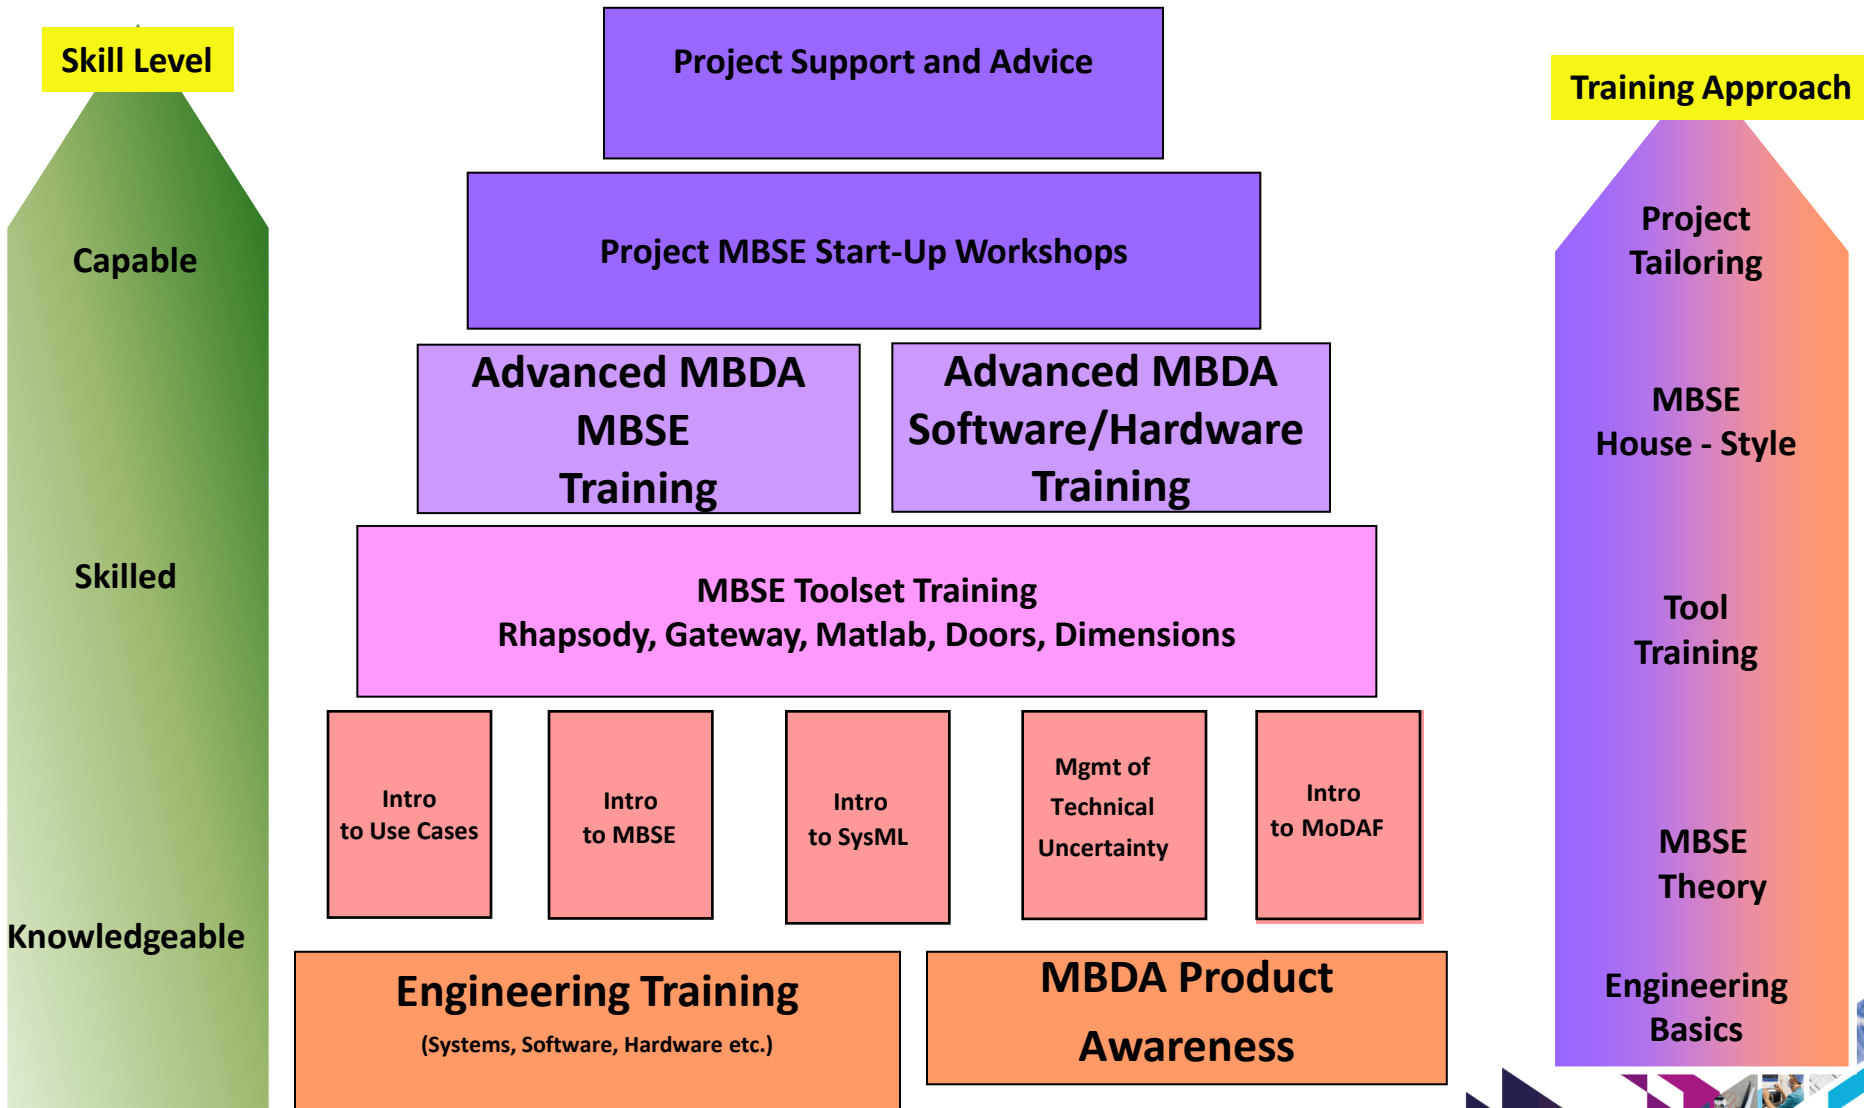 Skill Level
Capable
Skilled
Knowledgeable
Project Support and Advice
Project MBSE Start-Up Workshops
Advanced MBDA
MBSE
Training
Advanced MBDA
Software/Hardware
Training
MBSE Toolset Training
Rhapsody, Gateway, Matlab, Doors, Dimensions
Intro
to Use Cases
Intro
to MBSE
Intro
to SysML
Mgmt of
Technical
Uncertainty
Intro
to MoDAF
Engineering Training
(Systems, Software, Hardware etc.)
MBDA Product
Awareness
Training Approach
Project
Tailoring
MBSE
House - Style
Tool
Training
MBSE
Theory
Engineering
Basics